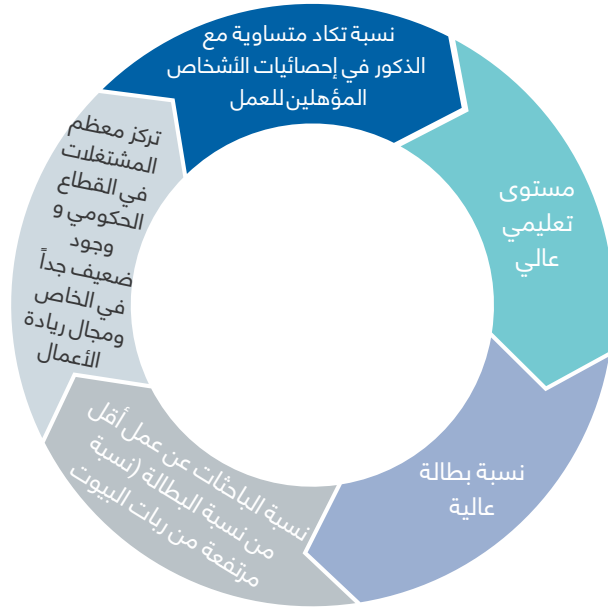 نسبة تكاد متساوية مع
الذكور في إحصائيات الأشخاص
المؤهلين للعمل
مستوى
تعليمي
عالي
نسبة بطالة
عالية
نسبة الباحثات عن عمل أقل
من نسبة البطالة (نسبة
مرتفعة من ربات البيوت
تركز معظم
المشتغلات
في القطاع
الحكومي و
وجود
ضعيف جداً
في الخاص
ومجال ريادة
الأعمال